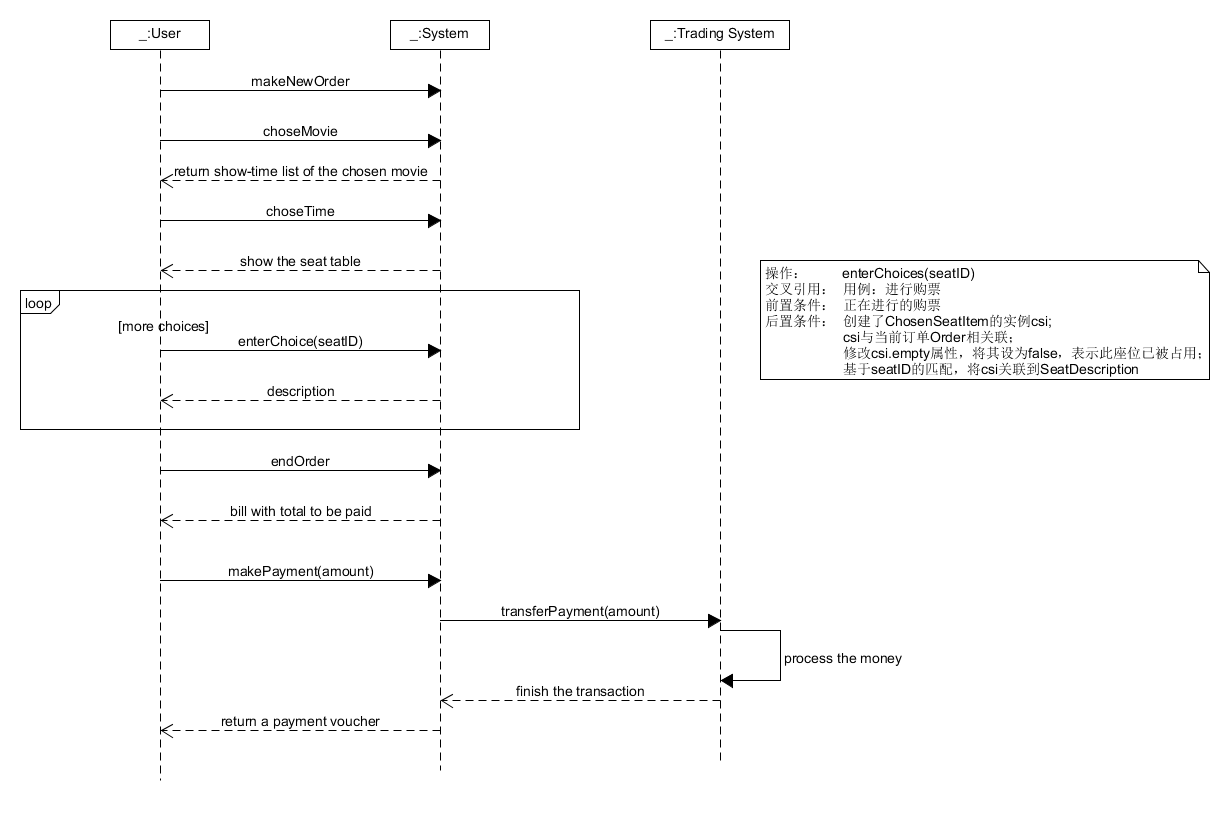 _:User
_:System
_:Trading System
makeNewOrder
choseMovie
return show-time list of the chosen movie
choseTime
show the seat table
操作： enterChoices(seatID)
交叉引用： 用例：进行购票
前置条件： 正在进行的购票
后置条件： 创建了ChosenSeatItem的实例csi;
csi与当前订单Order相关联；
修改csi.empty属性，将其设为false，表示此座位已被占用；
基于seatID的匹配，将csi关联到SeatDescription
loop
[more choices]
enterChoice(seatID)
description
endOrder
bill with total to be paid
makePayment(amount)
transferPayment(amount)
process the money
finish the transaction
return a payment voucher